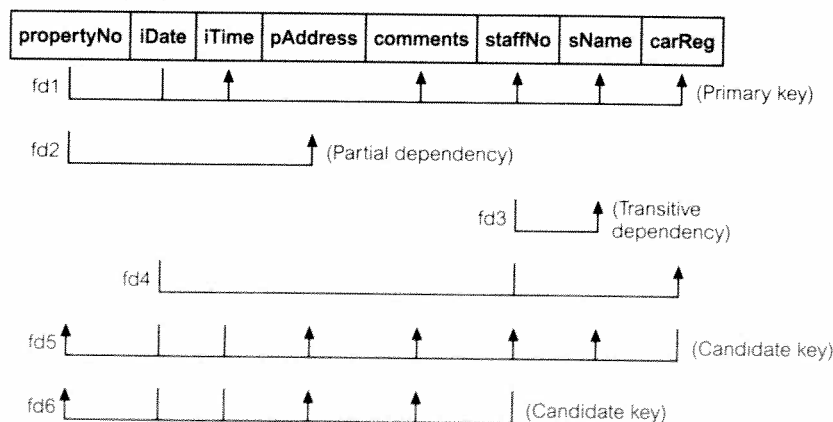 propertyNo iDate iTime pAddress comments staffNo sName carReg
fd1 (Primary key)
fd2 (Partial dependency)
fd3 (Transitive
dependency)
fd4
fd5 (Candidate key)
fd6 (Candidate key)